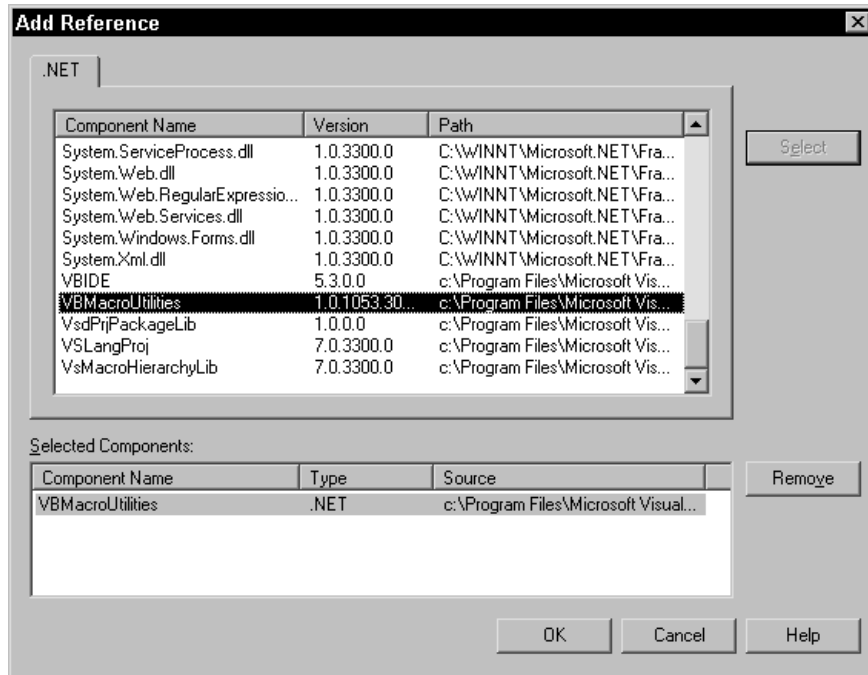 Add Reference
.NET
Component Name Version Path
System.ServiceProcess.dll 1.0.3300.0 C:\WINNT\Microsoft.NET\Fra...
System.Web.dll 1.0.3300.0 C:\WINNT\Microsoft.NET\Fra...
System.Web.RegularExpressio... 1.0.3300.0 C:\WINNT\Microsoft.NET\Fra...
System.Web.Services.dll 1.0.3300.0 C:\WINNT\Microsoft.NET\Fra...
System.Windows.Forms.dll 1.0.3300.0 C:\WINNT\Microsoft.NET\Fra...
System.Xml.dll 1.0.3300.0 C:\WINNT\Microsoft.NET\Fra...
VBIDE 5.3.0.0 c:\Program Files\Microsoft Vis...
VBMacroUtilities 1.0.1053.30... c:\Program Files\Microsoft Vis...
VsdPrjPackageLib 1.0.0.0 c:\Program Files\Microsoft Vis...
VSLangProj 7.0.3300.0 c:\Program Files\Microsoft Vis...
VsMacroHierarchyLib 7.0.3300.0 c:\Program Files\Microsoft Vis...
Select
Selected Components:
Component Name Type Source
VBMacroUtilities .NET c:\Program Files\Microsoft Visual...
Remove
OK Cancel Help